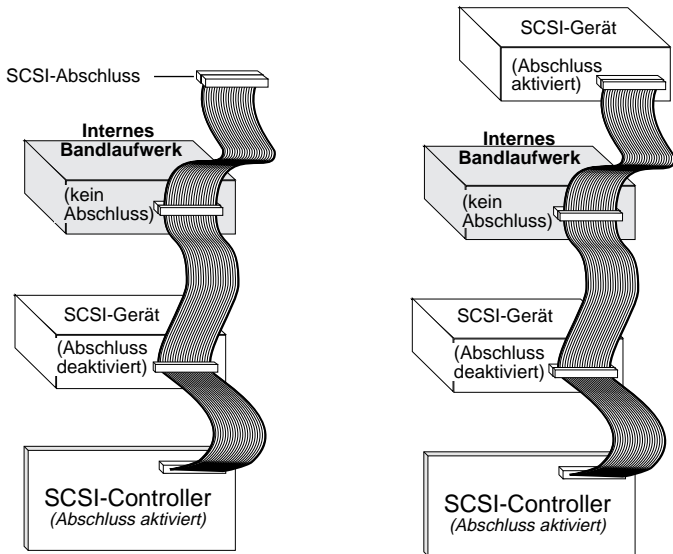 SCSI-Abschluss
Internes
Bandlaufwerk
(kein
Abschluss)
SCSI-Gerät
(Abschluss
deaktiviert)
SCSI-Controller
(Abschluss aktiviert)
SCSI-Gerät
(Abschluss
aktiviert)
Internes
Bandlaufwerk
(kein
Abschluss)
SCSI-Gerät
(Abschluss
deaktiviert)
SCSI-Controller
(Abschluss aktiviert)